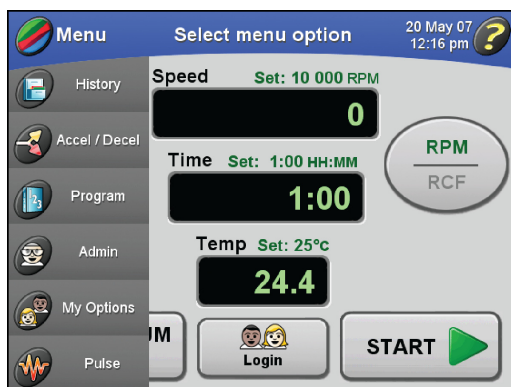 Menu
Select menu option
20 May 07
12:16 pm
?
History
Accel / Decel
Program
Admin
My Options
Pulse
Speed Set: 10 000 RPM
0
Time Set: 1:00 HH:MM
1:00
Temp Set: 25°C
24.4
RPM
RCF
UM
Login
START